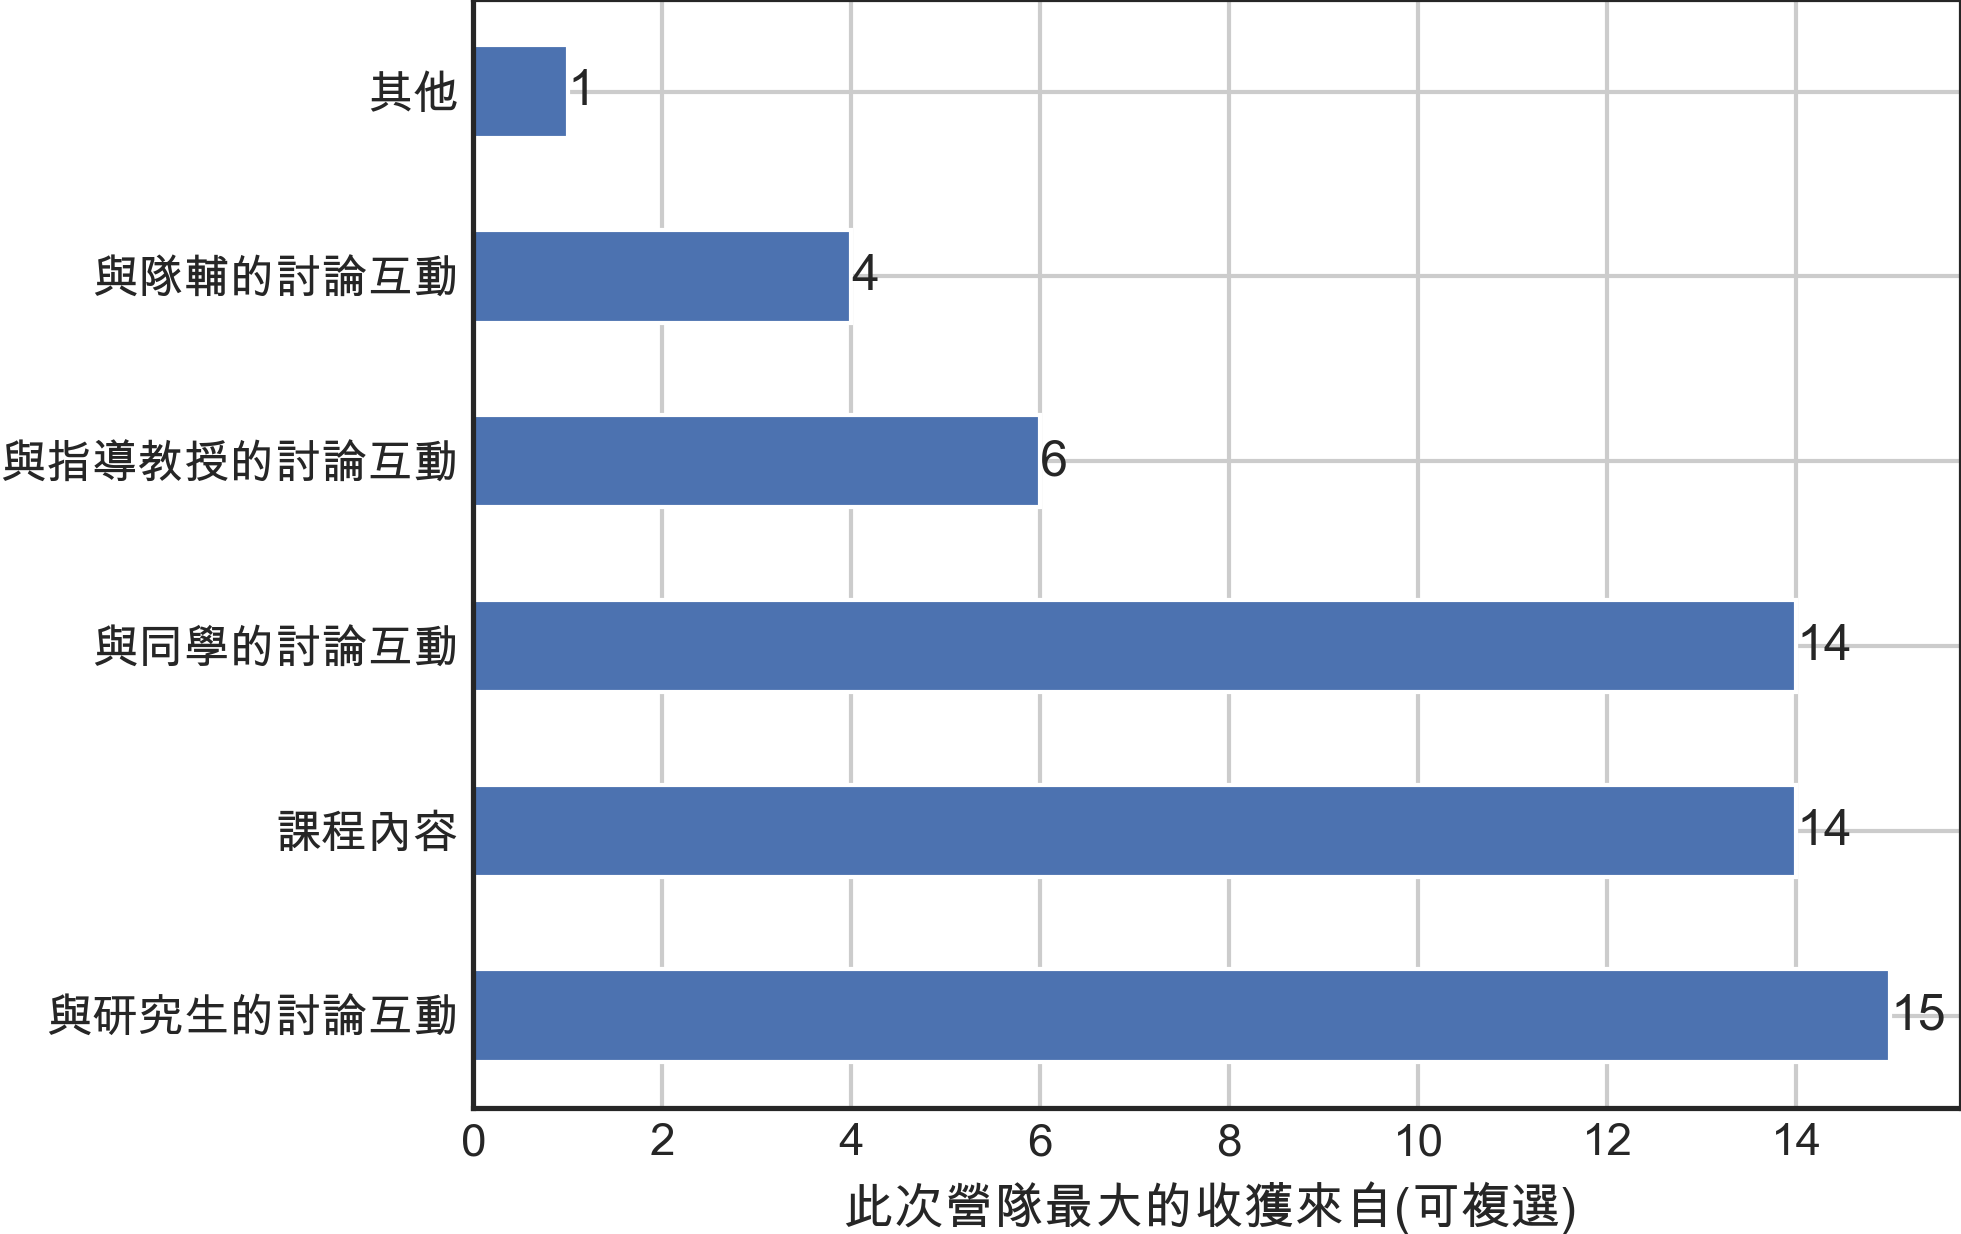 其他 1
與隊輔的討論互動 4
與指導教授的討論互動 6
與同學的討論互動 14
課程內容 14
與研究生的討論互動 15
0 2 4 6 8 10 12 14
此次營隊最大的收獲來自(可複選)